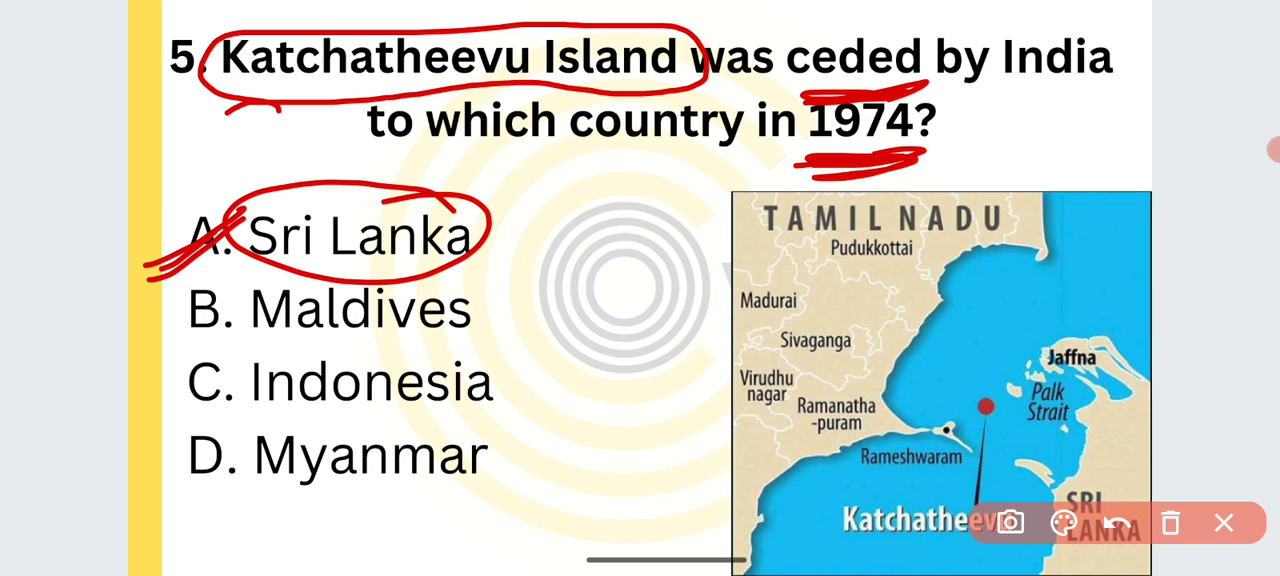 5. Katchatheevu Island was ceded by India
to which country in 1974?
A. Sri Lanka
B. Maldives
C. Indonesia
D. Myanmar
TAMIL NADU
Pudukkottai
Madurai
Sivaganga
Virudhu
nagar
Ramanatha
-puram
Rameshwaram
Jaffna
Palk
Strait
Katchatheevu
SRI
LANKA